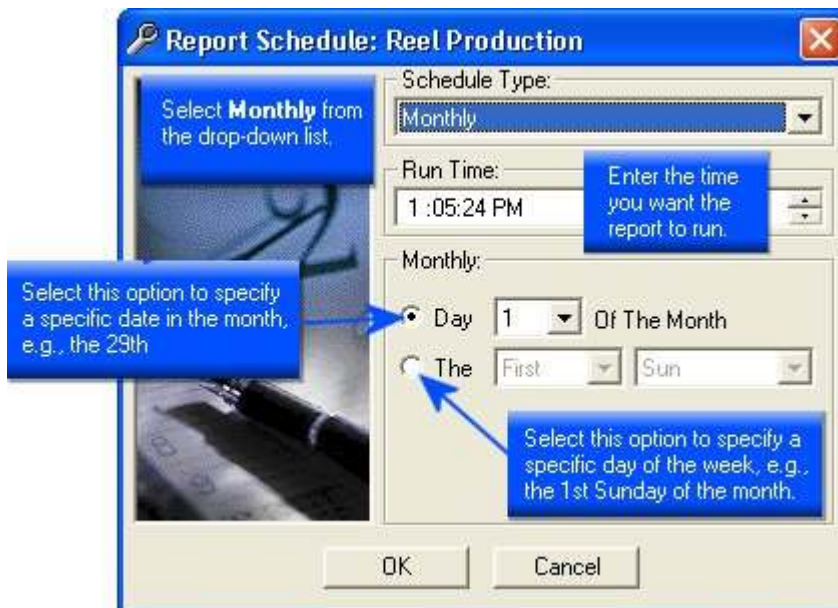 Report Schedule: Reel Production
Select Monthly from
the drop-down list.
Schedule Type:
Monthly
Run Time:
1 :05:24 PM
Enter the time
you want the
report to run.
Monthly:
Select this option to specify
a specific date in the month,
e.g., the 29th
Day 1 Of The Month
The First Sun
Select this option to specify a
specific day of the week, e.g.,
the 1st Sunday of the month.
OK Cancel